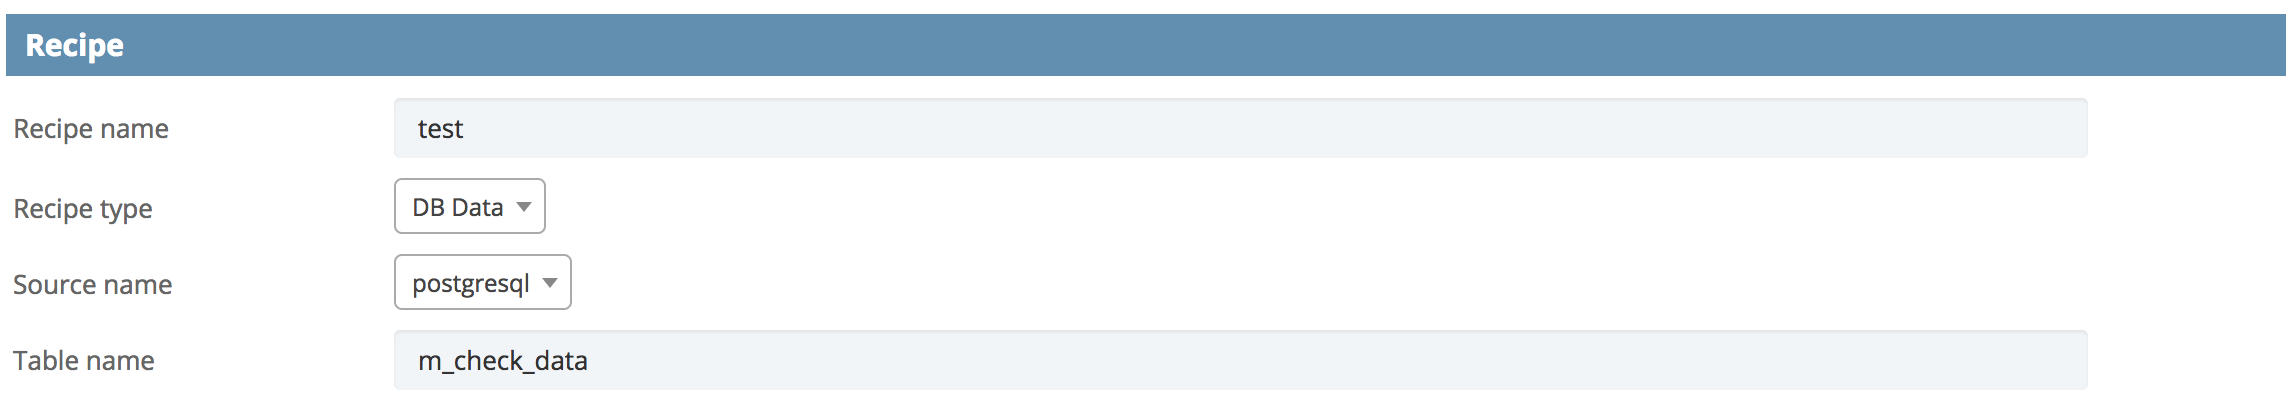 Recipe
Recipe name test
Recipe type DB Data
Source name postgresql
Table name m_check_data